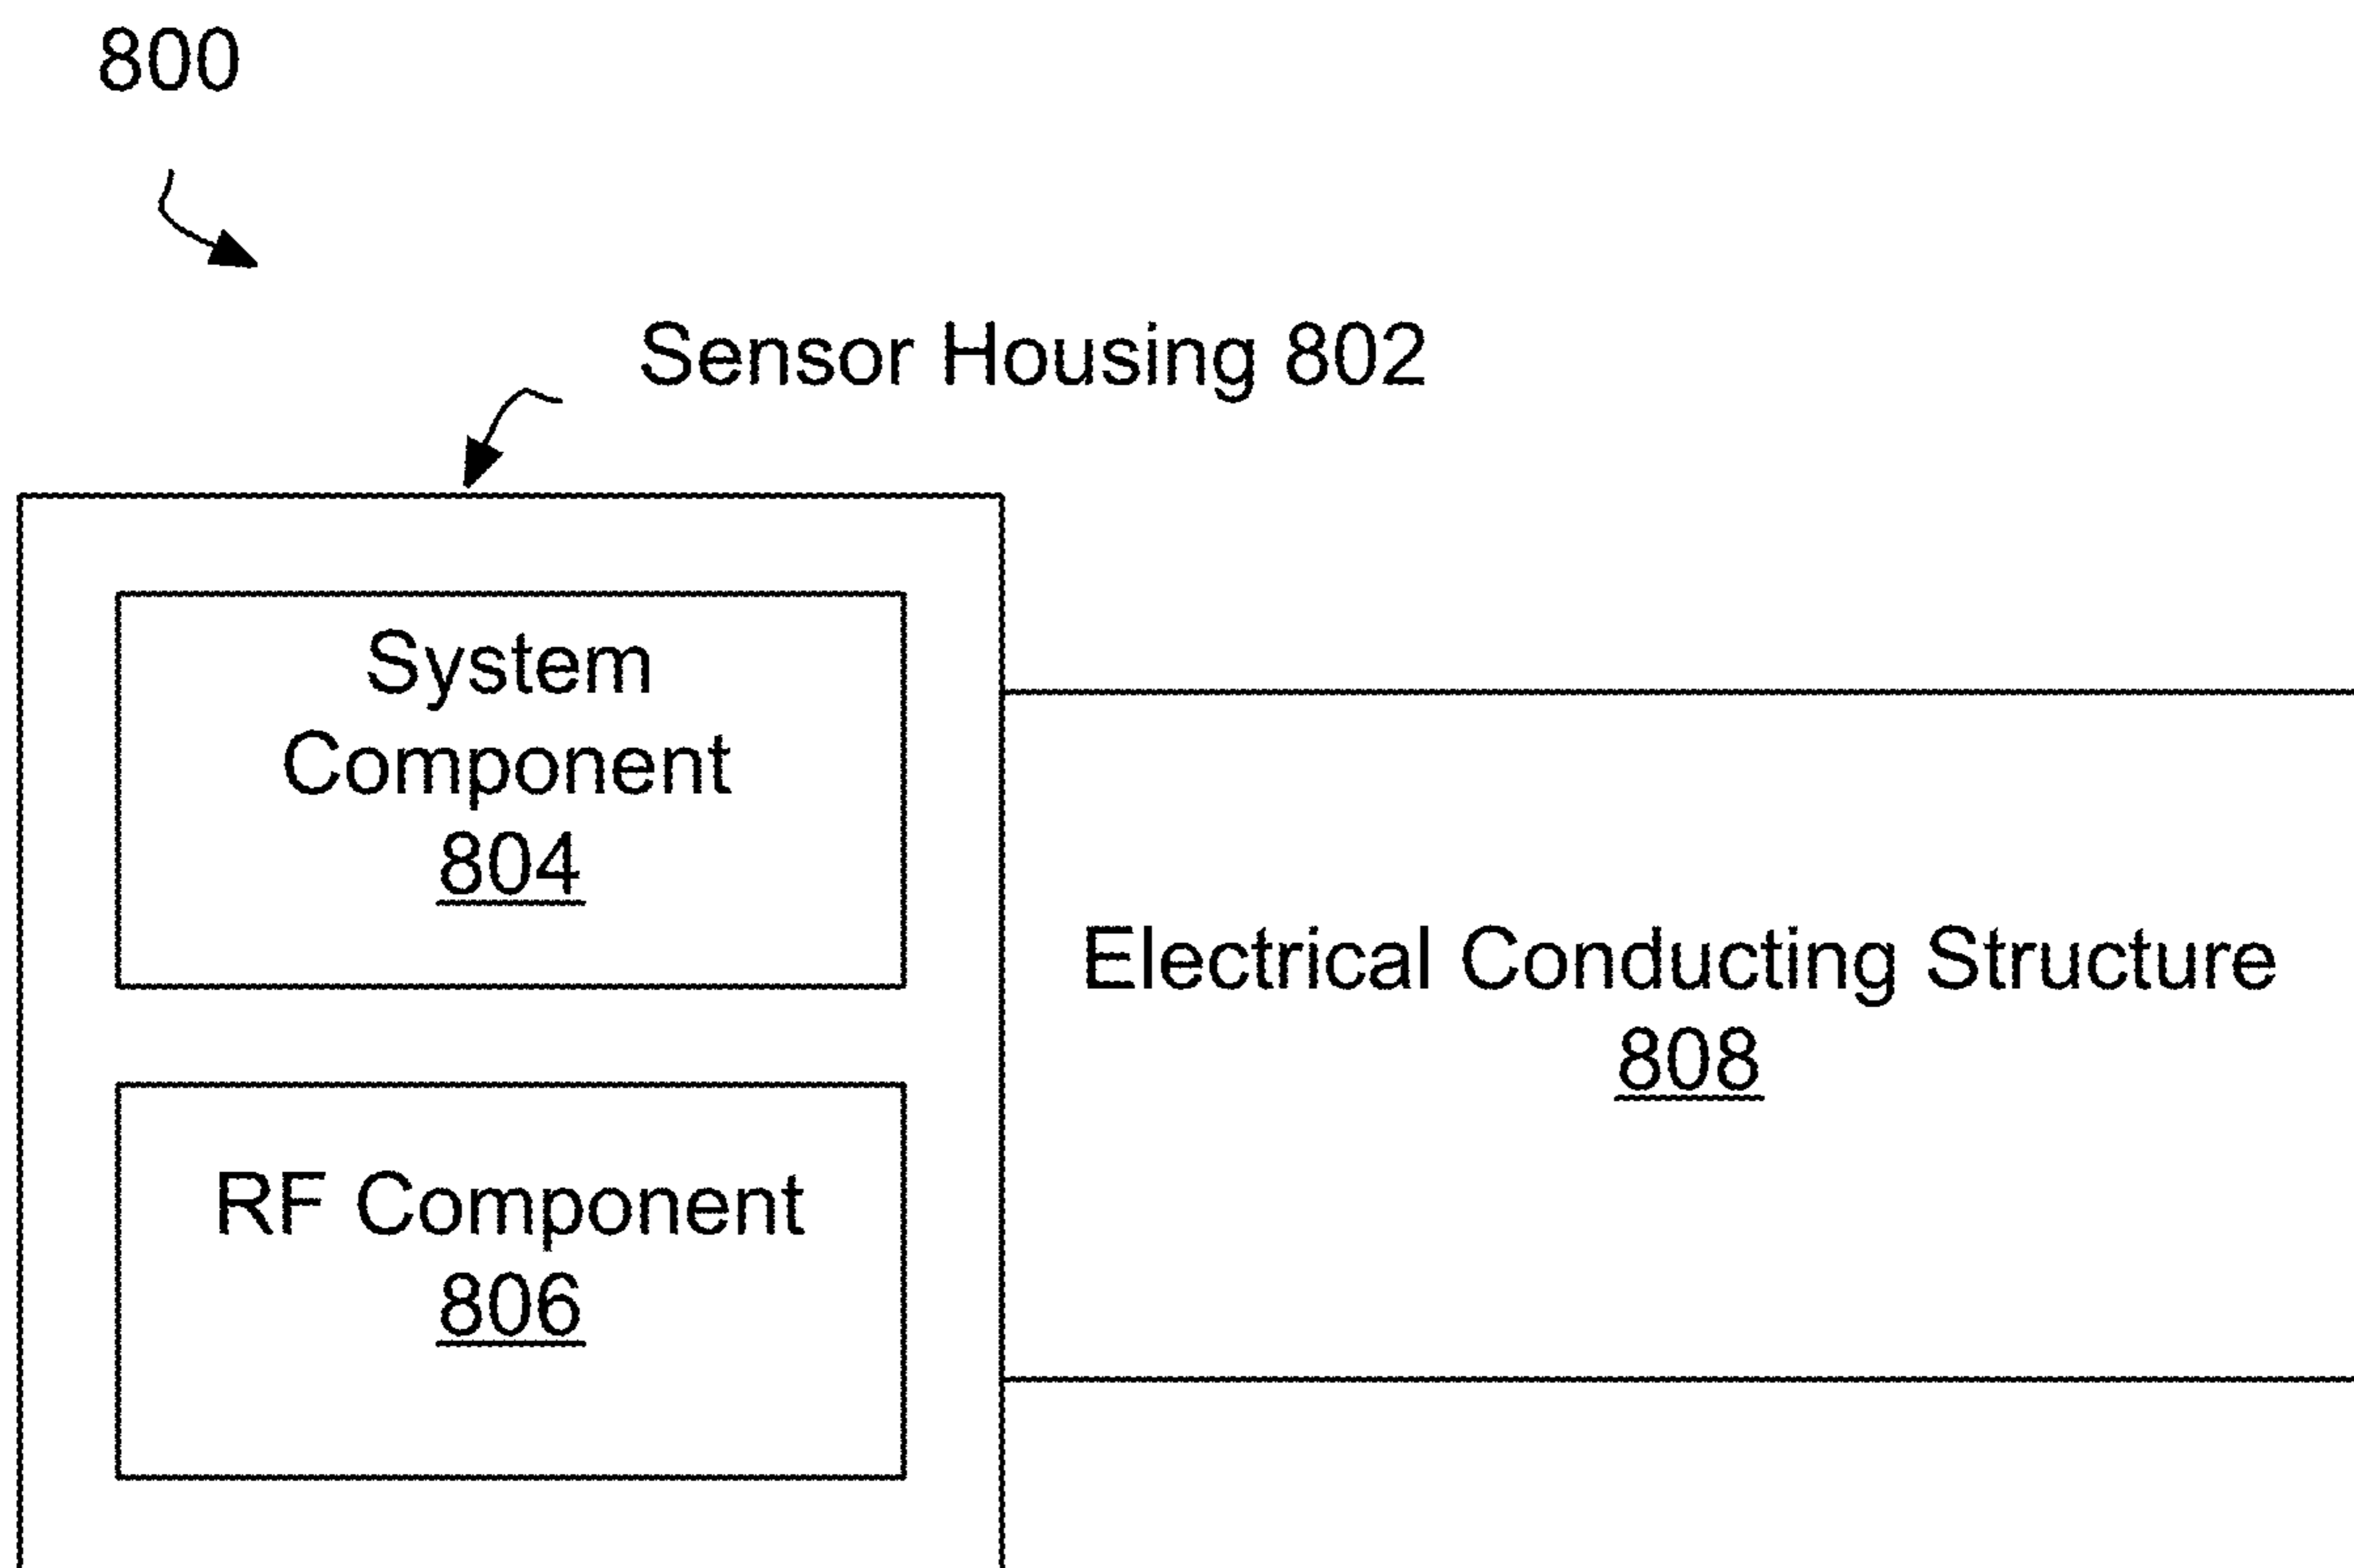 800
Sensor Housing 802
System
Component
804
RF Component
806
Electrical Conducting Structure
808